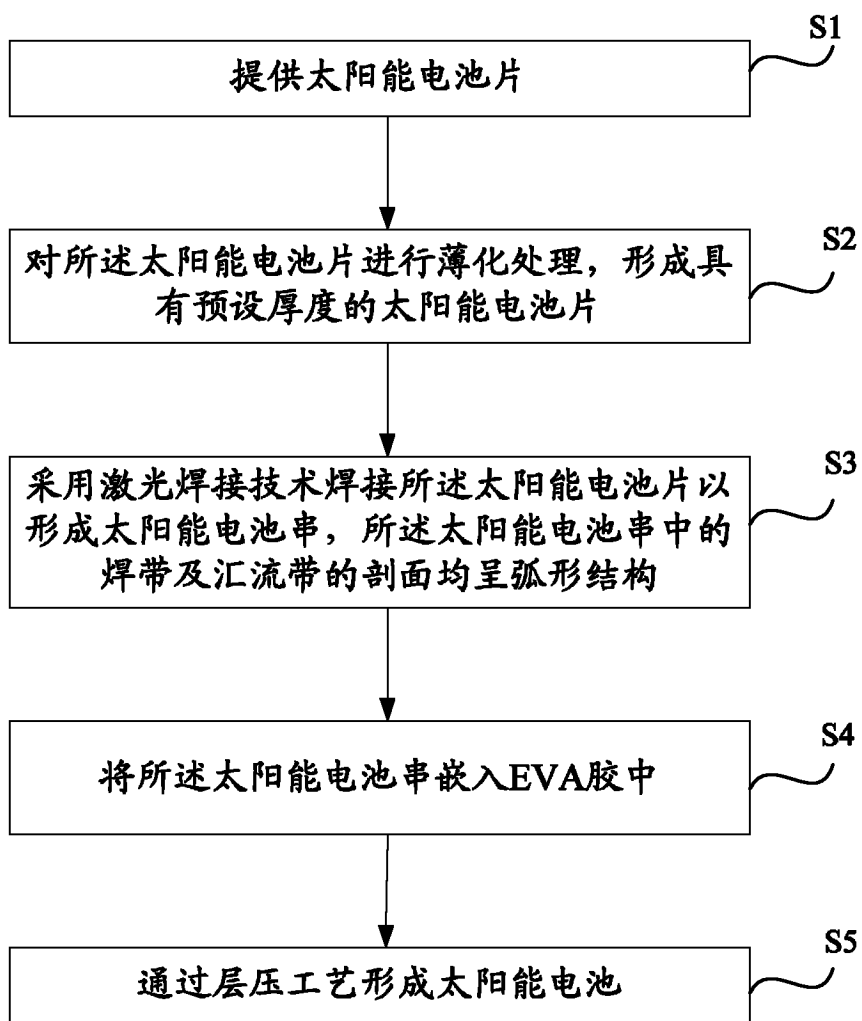 S1
提供太阳能电池片
S2
对所述太阳能电池片进行薄化处理，形成具
有预设厚度的太阳能电池片
S3
采用激光焊接技术焊接所述太阳能电池片以
形成太阳能电池串，所述太阳能电池串中的
焊带及汇流带的剖面均呈弧形结构
S4
将所述太阳能电池串嵌入EVA胶中
S5
通过层压工艺形成太阳能电池